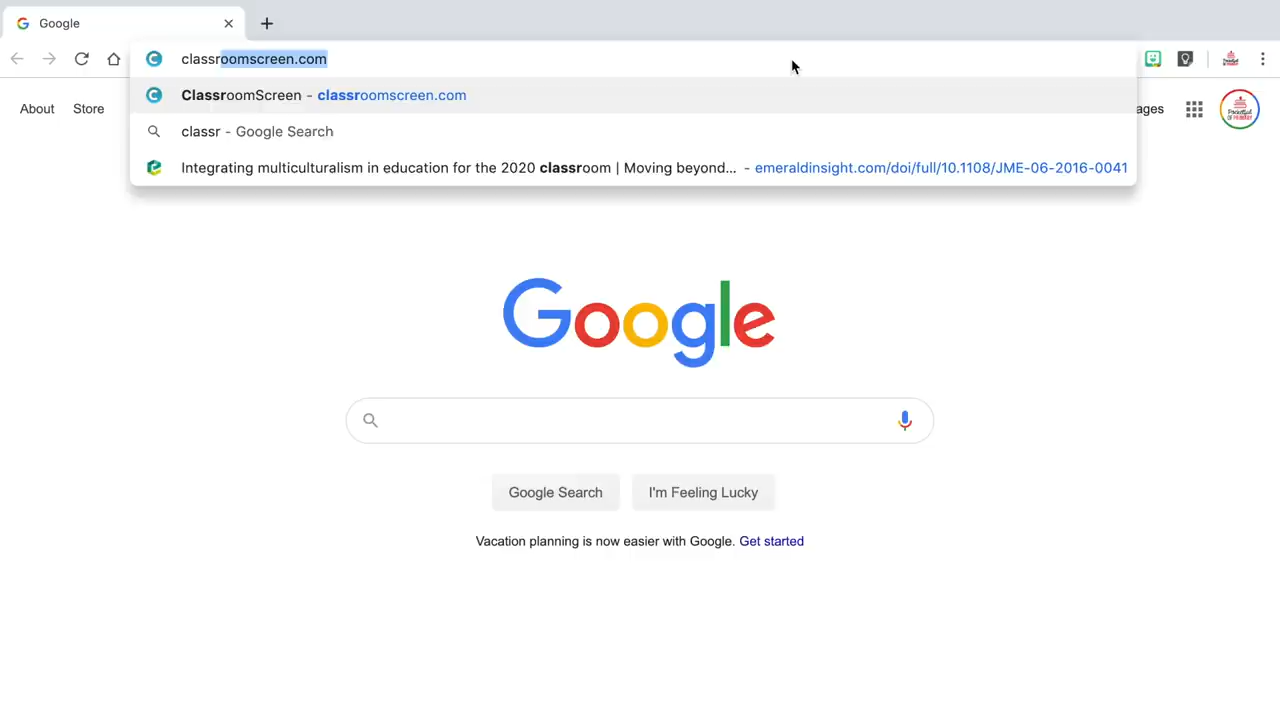 Google
classroomscreen.com
ClassroomScreen - classroomscreen.com
classr - Google Search
Integrating multiculturalism in education for the 2020 classroom | Moving beyond... - emeraldinsight.com/doi/full/10.1108/JME-06-2016-0041
About Store ages
Google
Google Search I'm Feeling Lucky
Vacation planning is now easier with Google. Get started